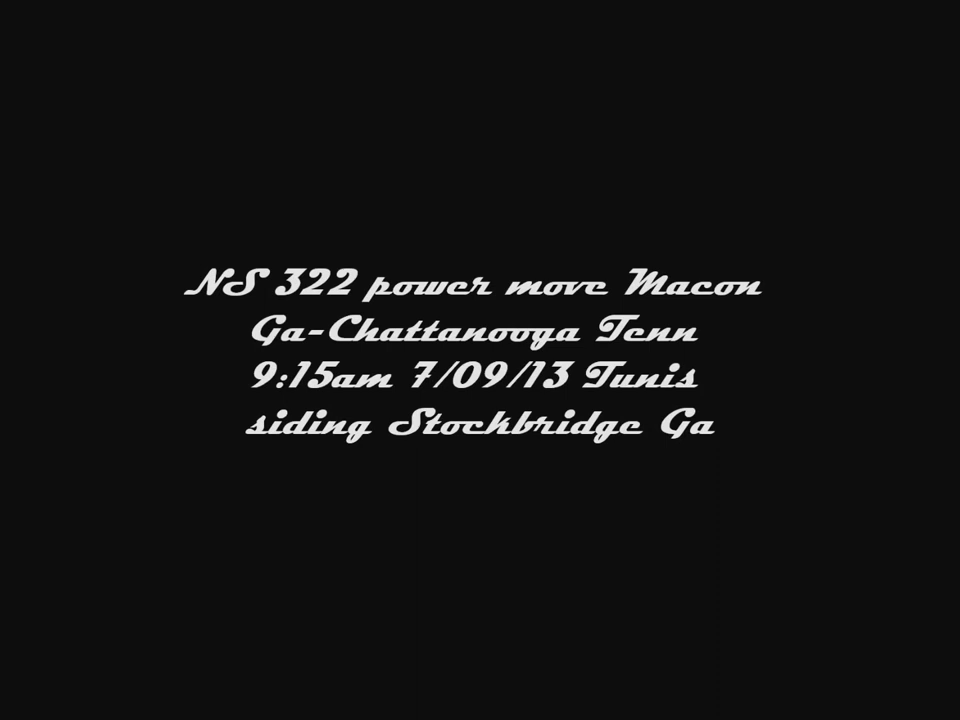 NS 322 power move Macon
Ga-Chattanooga Tenn
9:15am 7/09/13 Tunis
siding Stockbridge Ga